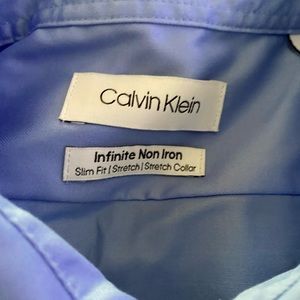 Calvin Klein
Infinite Non Iron
Slim Fit | Stretch | Stretch Collar